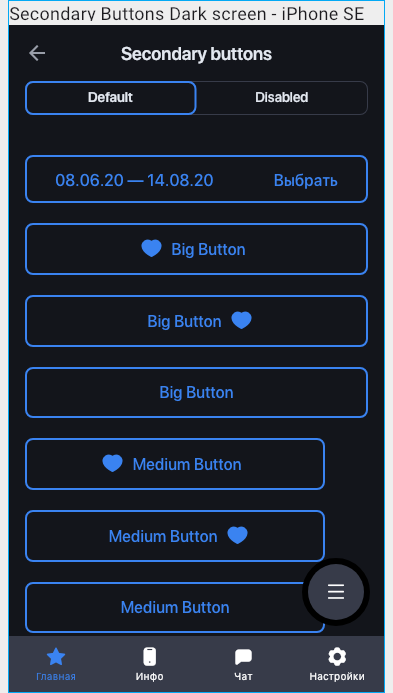 Secondary Buttons Dark screen - iPhone SE
Secondary buttons
Default Disabled
08.06.20 — 14.08.20 Выбрать
Big Button
Big Button
Big Button
Medium Button
Medium Button
Medium Button
Главная Инфо Чат Настройки